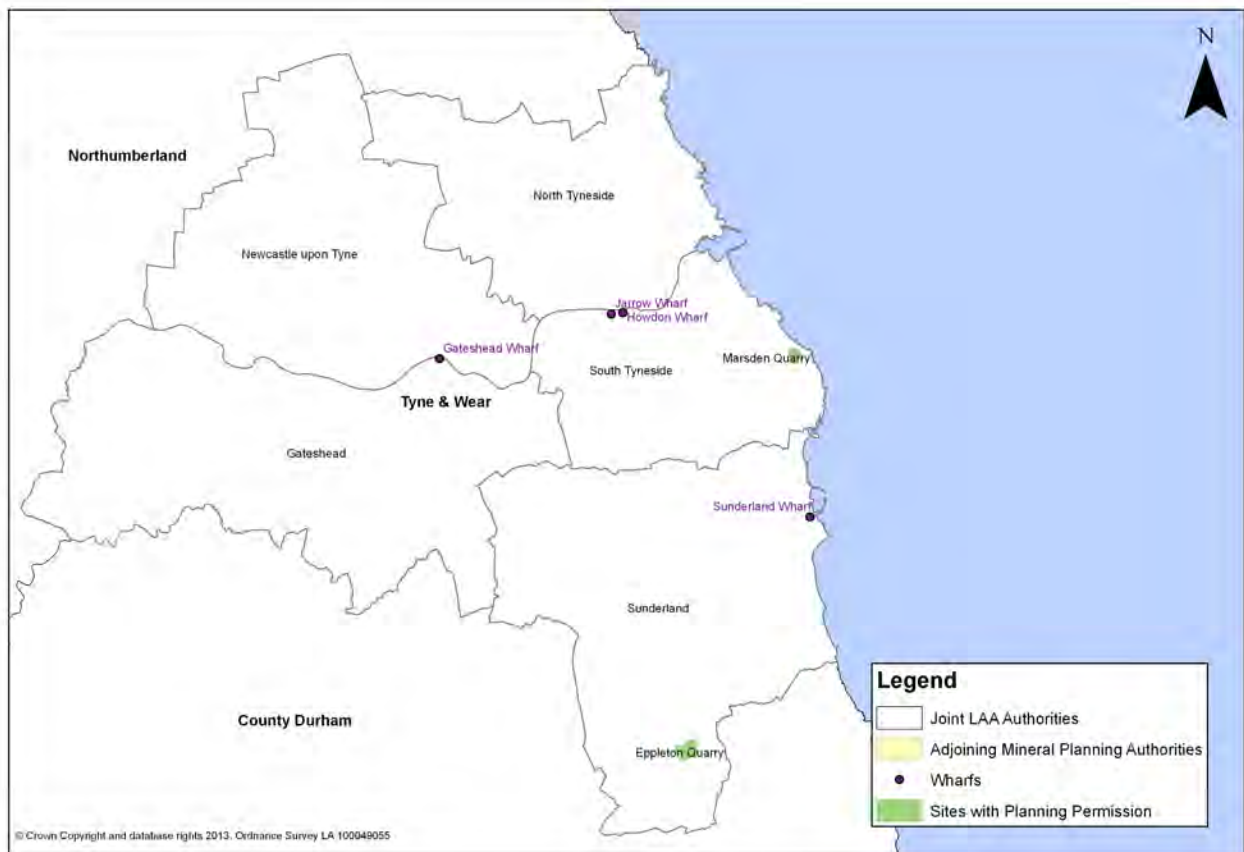 N
Northumberland
North Tyneside
Newcastle upon Tyne
Jarrow Wharf
Howdon Wharf
Gateshead Wharf
Marsden Quarry
South Tyneside
Tyne & Wear
Gateshead
Sunderland Wharf
Sunderland
County Durham
Eppleton Quarry
Legend
Joint LAA Authorities
Adjoining Mineral Planning Authorities
Wharfs
Sites with Planning Permission
© Crown Copyright and database rights 2013. Ordnance Survey LA 100049055